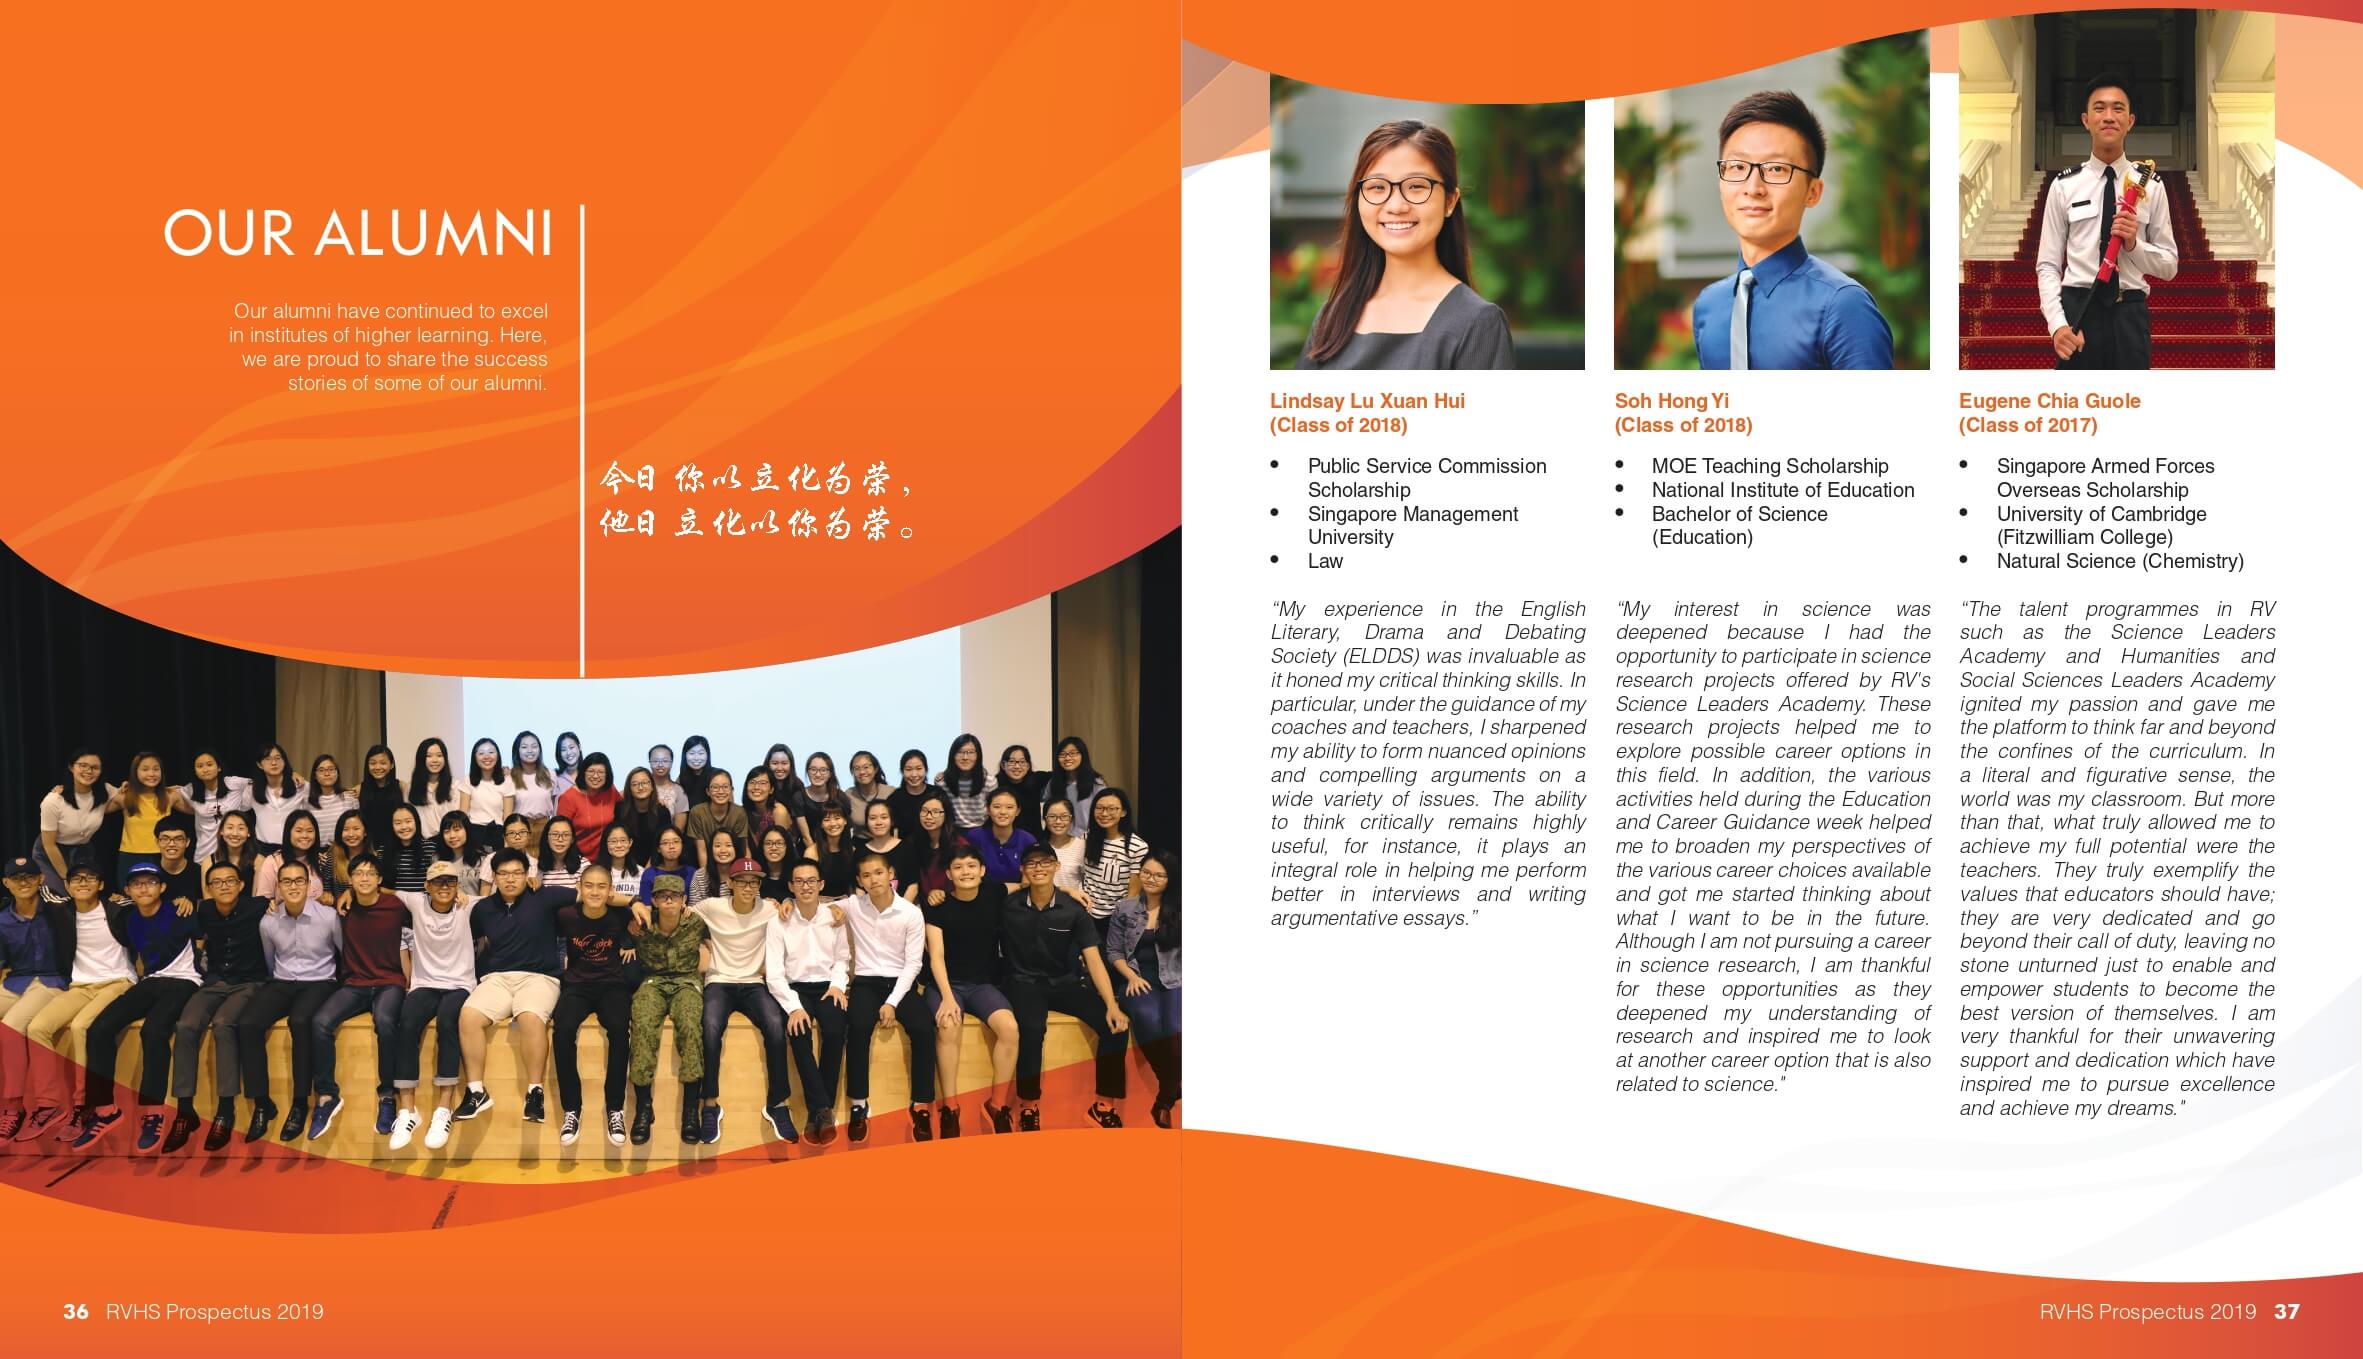 OUR ALUMNI
Our alumni have continued to excel
in institutes of higher learning. Here,
we are proud to share the success
stories of some of our alumni.
今日 你以立化为荣，
他日 立化以你为荣。
H
Hard Rock
36 RVHS Prospectus 2019
Lindsay Lu Xuan Hui
(Class of 2018)
• Public Service Commission
Scholarship
• Singapore Management
University
• Law
“My experience in the English
Literary, Drama and Debating
Society (ELDDS) was invaluable as
it honed my critical thinking skills. In
particular, under the guidance of my
coaches and teachers, I sharpened
my ability to form nuanced opinions
and compelling arguments on a
wide variety of issues. The ability
to think critically remains highly
useful, for instance, it plays an
integral role in helping me perform
better in interviews and writing
argumentative essays.”
Soh Hong Yi
(Class of 2018)
• MOE Teaching Scholarship
• National Institute of Education
• Bachelor of Science
(Education)
“My interest in science was
deepened because I had the
opportunity to participate in science
research projects offered by RV's
Science Leaders Academy. These
research projects helped me to
explore possible career options in
this field. In addition, the various
activities held during the Education
and Career Guidance week helped
me to broaden my perspectives of
the various career choices available
and got me started thinking about
what I want to be in the future.
Although I am not pursuing a career
in science research, I am thankful
for these opportunities as they
deepened my understanding of
research and inspired me to look
at another career option that is also
related to science."
Eugene Chia Guole
(Class of 2017)
• Singapore Armed Forces
Overseas Scholarship
• University of Cambridge
(Fitzwilliam College)
• Natural Science (Chemistry)
“The talent programmes in RV
such as the Science Leaders
Academy and Humanities and
Social Sciences Leaders Academy
ignited my passion and gave me
the platform to think far and beyond
the confines of the curriculum. In
a literal and figurative sense, the
world was my classroom. But more
than that, what truly allowed me to
achieve my full potential were the
teachers. They truly exemplify the
values that educators should have;
they are very dedicated and go
beyond their call of duty, leaving no
stone unturned just to enable and
empower students to become the
best version of themselves. I am
very thankful for their unwavering
support and dedication which have
inspired me to pursue excellence
and achieve my dreams."
RVHS Prospectus 2019 37